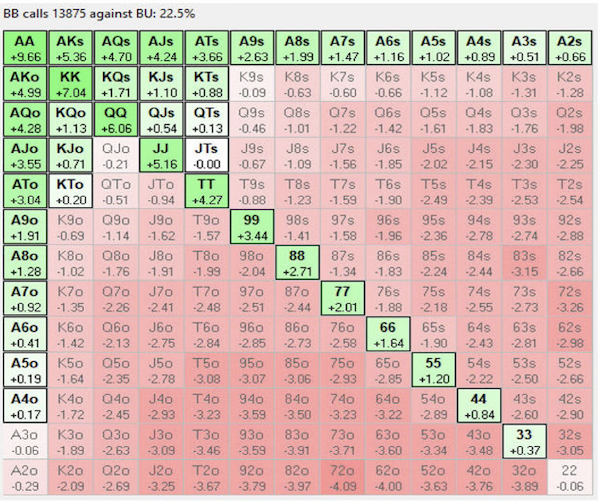 BB calls 13875 against BU: 22.5%
AA AKs AQs AJs ATs A9s A8s A7s A6s A5s A4s A3s A2s
+9.66 +5.36 +4.70 +4.24 +3.66 +2.63 +1.99 +1.47 +1.16 +1.02 +0.89 +0.51 +0.66
AKo KK KQs KJs KTs K9s K8s K7s K6s K5s K4s K3s K2s
+4.99 +7.04 +1.71 +1.10 +0.88 -0.09 -0.63 -0.60 -0.66 -1.12 -1.08 -1.31 -1.28
AQo KQo QQ QJs QTs Q9s Q8s Q7s Q6s Q5s Q4s Q3s Q2s
+4.28 +1.13 +6.06 +0.54 +0.13 -0.46 -1.01 -1.22 -1.42 -1.61 -1.83 -1.76 -1.98
AJo KJo QJo JJ JTs J9s J8s J7s J6s J5s J4s J3s J2s
+3.55 +0.71 -0.21 +5.16 -0.00 -0.67 -1.09 -1.56 -1.85 -2.02 -2.15 -2.30 -2.25
ATo KTo QTo JTo TT T9s T8s T7s T6s T5s T4s T3s T2s
+3.04 +0.20 -0.51 -0.94 +4.27 -0.88 -1.23 -1.59 -1.90 -2.49 -2.39 -2.53 -2.54
A9o K9o Q9o J9o T9o 99 98s 97s 96s 95s 94s 93s 92s
+1.91 -0.69 -1.14 -1.62 -1.57 +3.44 -1.41 -1.58 -1.96 -2.36 -2.78 -2.74 -2.88
A8o K8o Q8o J8o T8o 98o 88 87s 86s 85s 84s 83s 82s
+1.28 -1.02 -1.76 -1.91 -1.99 -2.04 +2.71 -1.34 -1.83 -2.24 -2.44 -3.15 -2.66
A7o K7o Q7o J7o T7o 97o 87o 77 76s 75s 74s 73s 72s
+0.92 -1.35 -2.26 -2.41 -2.48 -2.51 -2.44 +2.01 -1.88 -2.18 -2.55 -2.73 -3.26
A6o K6o Q6o J6o T6o 96o 86o 76o 66 65s 64s 63s 62s
+0.41 -1.42 -2.13 -2.75 -2.84 -2.85 -2.73 -2.58 +1.64 -1.90 -2.43 -2.81 -2.98
A5o K5o Q5o J5o T5o 95o 85o 75o 65o 55 54s 53s 52s
+0.19 -1.64 -2.35 -2.78 -3.08 -3.07 -3.06 -2.93 -2.85 +1.20 -2.22 -2.50 -2.66
A4o K4o Q4o J4o T4o 94o 84o 74o 64o 54o 44 43s 42s
+0.17 -1.72 -2.45 -2.93 -3.23 -3.59 -3.50 -3.23 -3.22 -2.89 +0.84 -2.60 -2.90
A3o K3o Q3o J3o T3o 93o 83o 73o 63o 53o 43o 33 32s
-0.06 -1.89 -2.63 -3.09 -3.46 -3.59 -3.91 -3.71 -3.60 -3.34 -3.48 +0.37 -3.05
A2o K2o Q2o J2o T2o 92o 82o 72o 62o 52o 42o 32o 22
-0.29 -2.09 -2.69 -3.25 -3.67 -3.79 -3.97 -4.09 -4.00 -3.63 -3.76 -3.89 -0.06